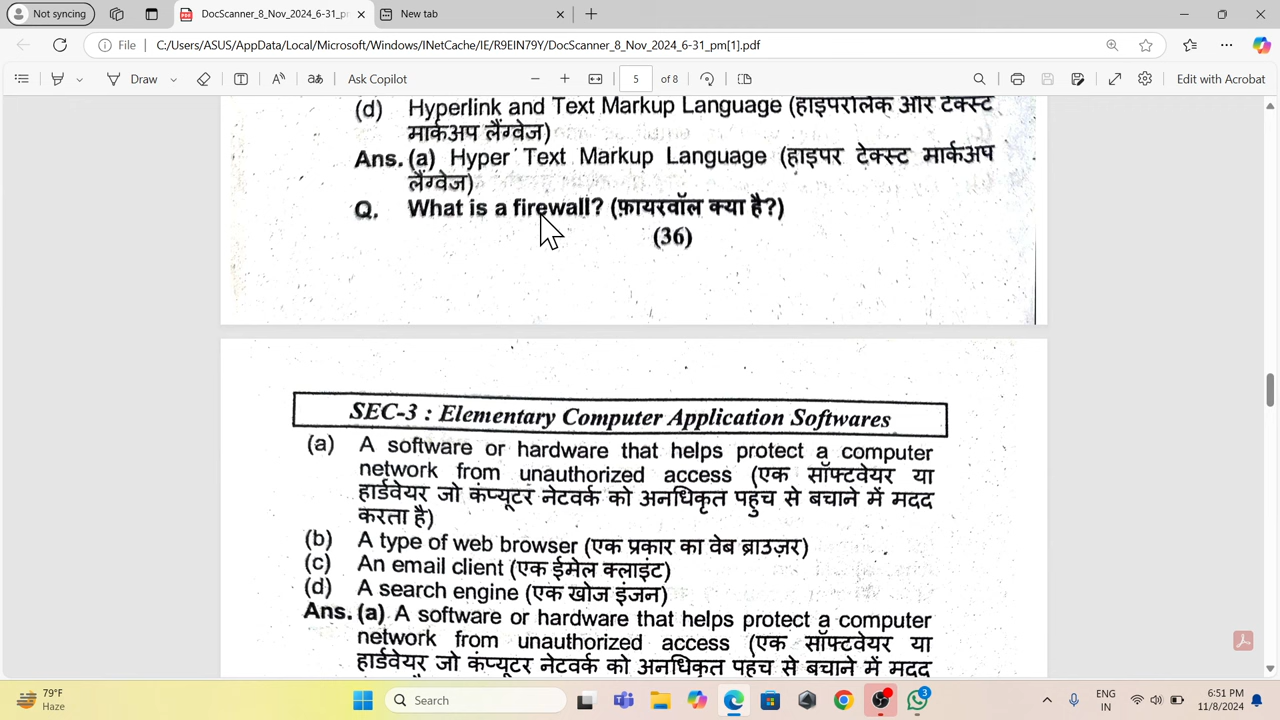 Not syncing
DocScanner_8_Nov_2024_6-31_pr
New tab
File
C:/Users/ASUS/AppData/Local/Microsoft/Windows/INetCache/IE/R9EIN79Y/DocScanner_8_Nov_2024_6-31_pm[1].pdf
Draw
Ask Copilot
5 of 8
Edit with Acrobat
(d) Hyperlink and Text Markup Language (हाइपरलिंक और टेक्स्ट
मार्कअप लैंग्वेज)
Ans. (a) Hyper Text Markup Language (हाइपर टेक्स्ट मार्कअप
लैंग्वेज)
Q. What is a firewall? (फ़ायरवॉल क्या है?)
(36)
SEC-3 : Elementary Computer Application Softwares
(a) A software or hardware that helps protect a computer
network from unauthorized access (एक सॉफ्टवेयर या
हार्डवेयर जो कंप्यूटर नेटवर्क को अनधिकृत पहुंच से बचाने में मदद
करता है)
(b) A type of web browser (एक प्रकार का वेब ब्राउज़र)
(c) An email client (एक ईमेल क्लाइंट)
(d) A search engine (एक खोज इंजन)
Ans. (a) A software or hardware that helps protect a computer
network from unauthorized access (एक सॉफ्टवेयर या
हार्डवेयर जो कंप्यूटर नेटवर्क को अनधिकृत पहुंच से बचाने में मदद
79°F
Haze
Search
3
ENG
IN
6:51 PM
11/8/2024